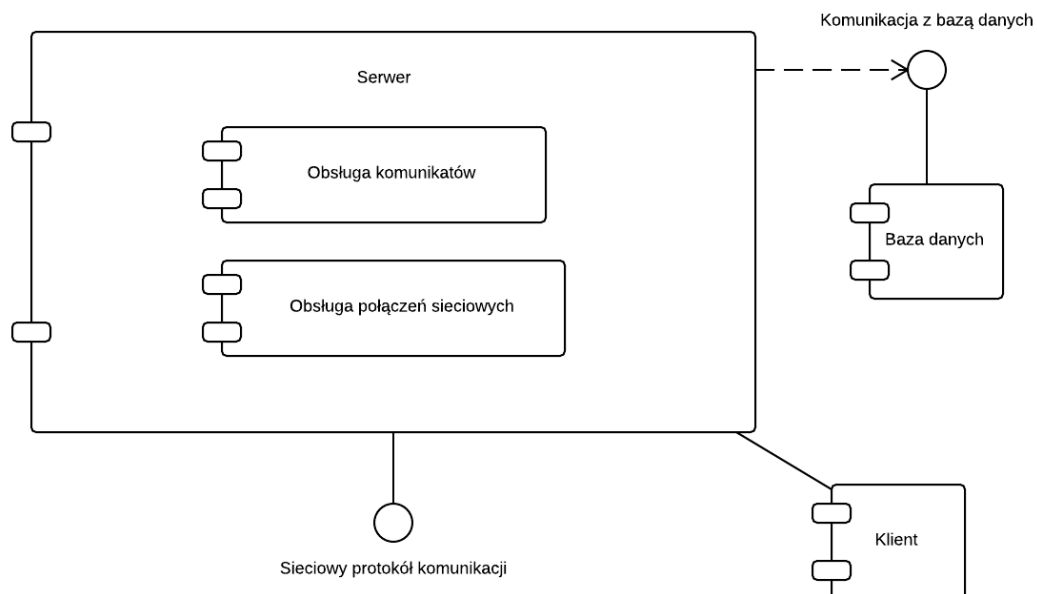 Komunikacja z bazą danych
Serwer
Obsługa komunikatów
Baza danych
Obsługa połączeń sieciowych
Klient
Sieciowy protokół komunikacji